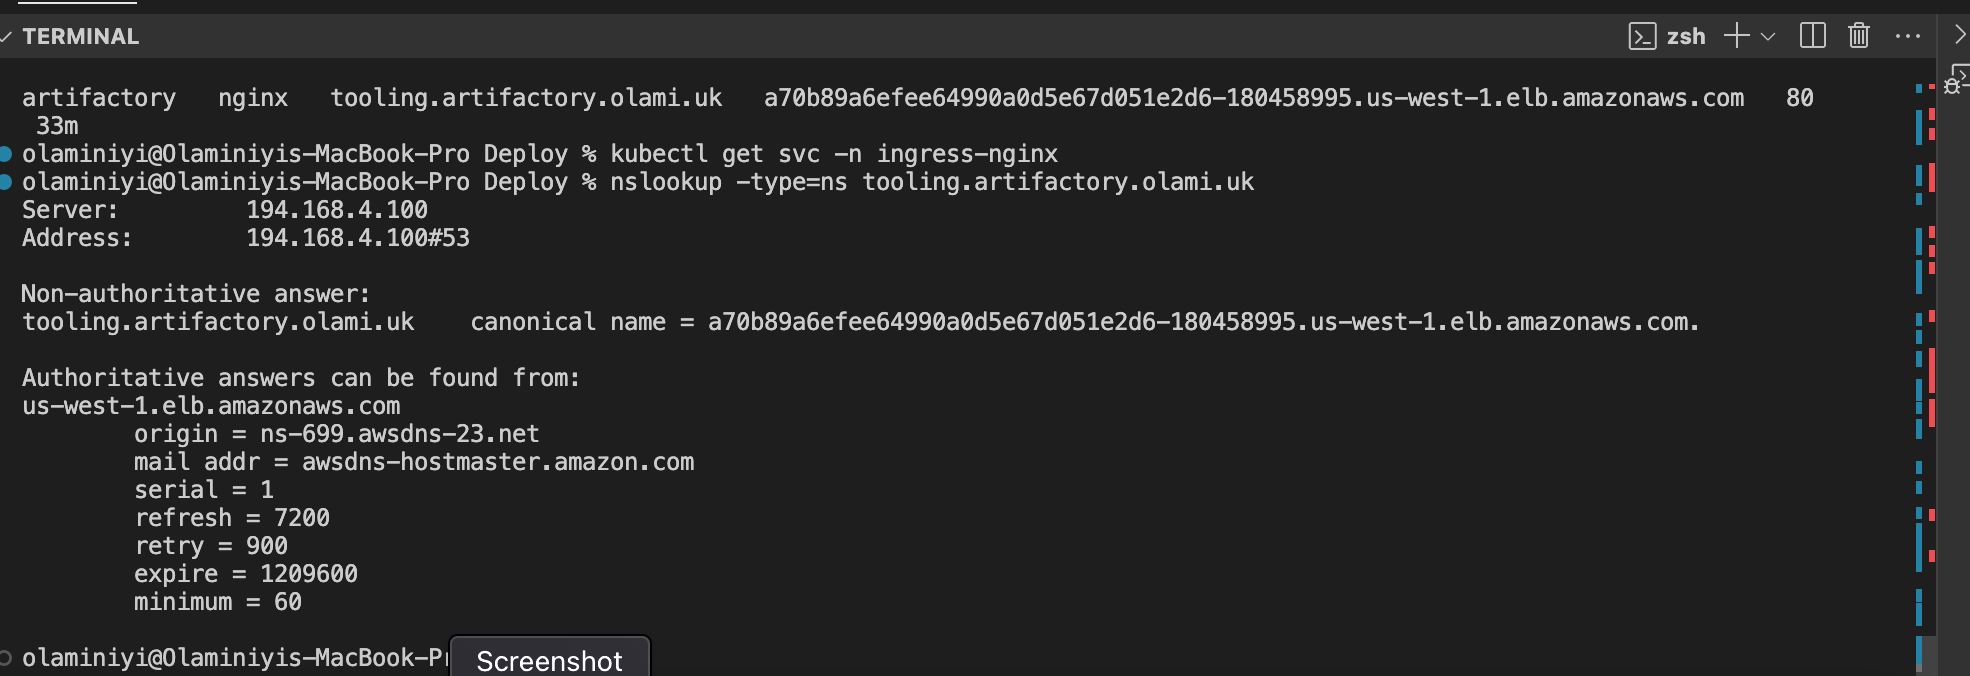 TERMINAL
zsh
artifactory   nginx   tooling.artifactory.olami.uk   a70b89a6efee64990a0d5e67d051e2d6-180458995.us-west-1.elb.amazonaws.com   80
 33m
olaminiyi@Olaminiyis-MacBook-Pro Deploy % kubectl get svc -n ingress-nginx
olaminiyi@Olaminiyis-MacBook-Pro Deploy % nslookup -type=ns tooling.artifactory.olami.uk
Server:         194.168.4.100
Address:        194.168.4.100#53
Non-authoritative answer:
tooling.artifactory.olami.uk    canonical name = a70b89a6efee64990a0d5e67d051e2d6-180458995.us-west-1.elb.amazonaws.com.
Authoritative answers can be found from:
us-west-1.elb.amazonaws.com
        origin = ns-699.awsdns-23.net
        mail addr = awsdns-hostmaster.amazon.com
        serial = 1
        refresh = 7200
        retry = 900
        expire = 1209600
        minimum = 60
olaminiyi@Olaminiyis-MacBook-Pr
Screenshot